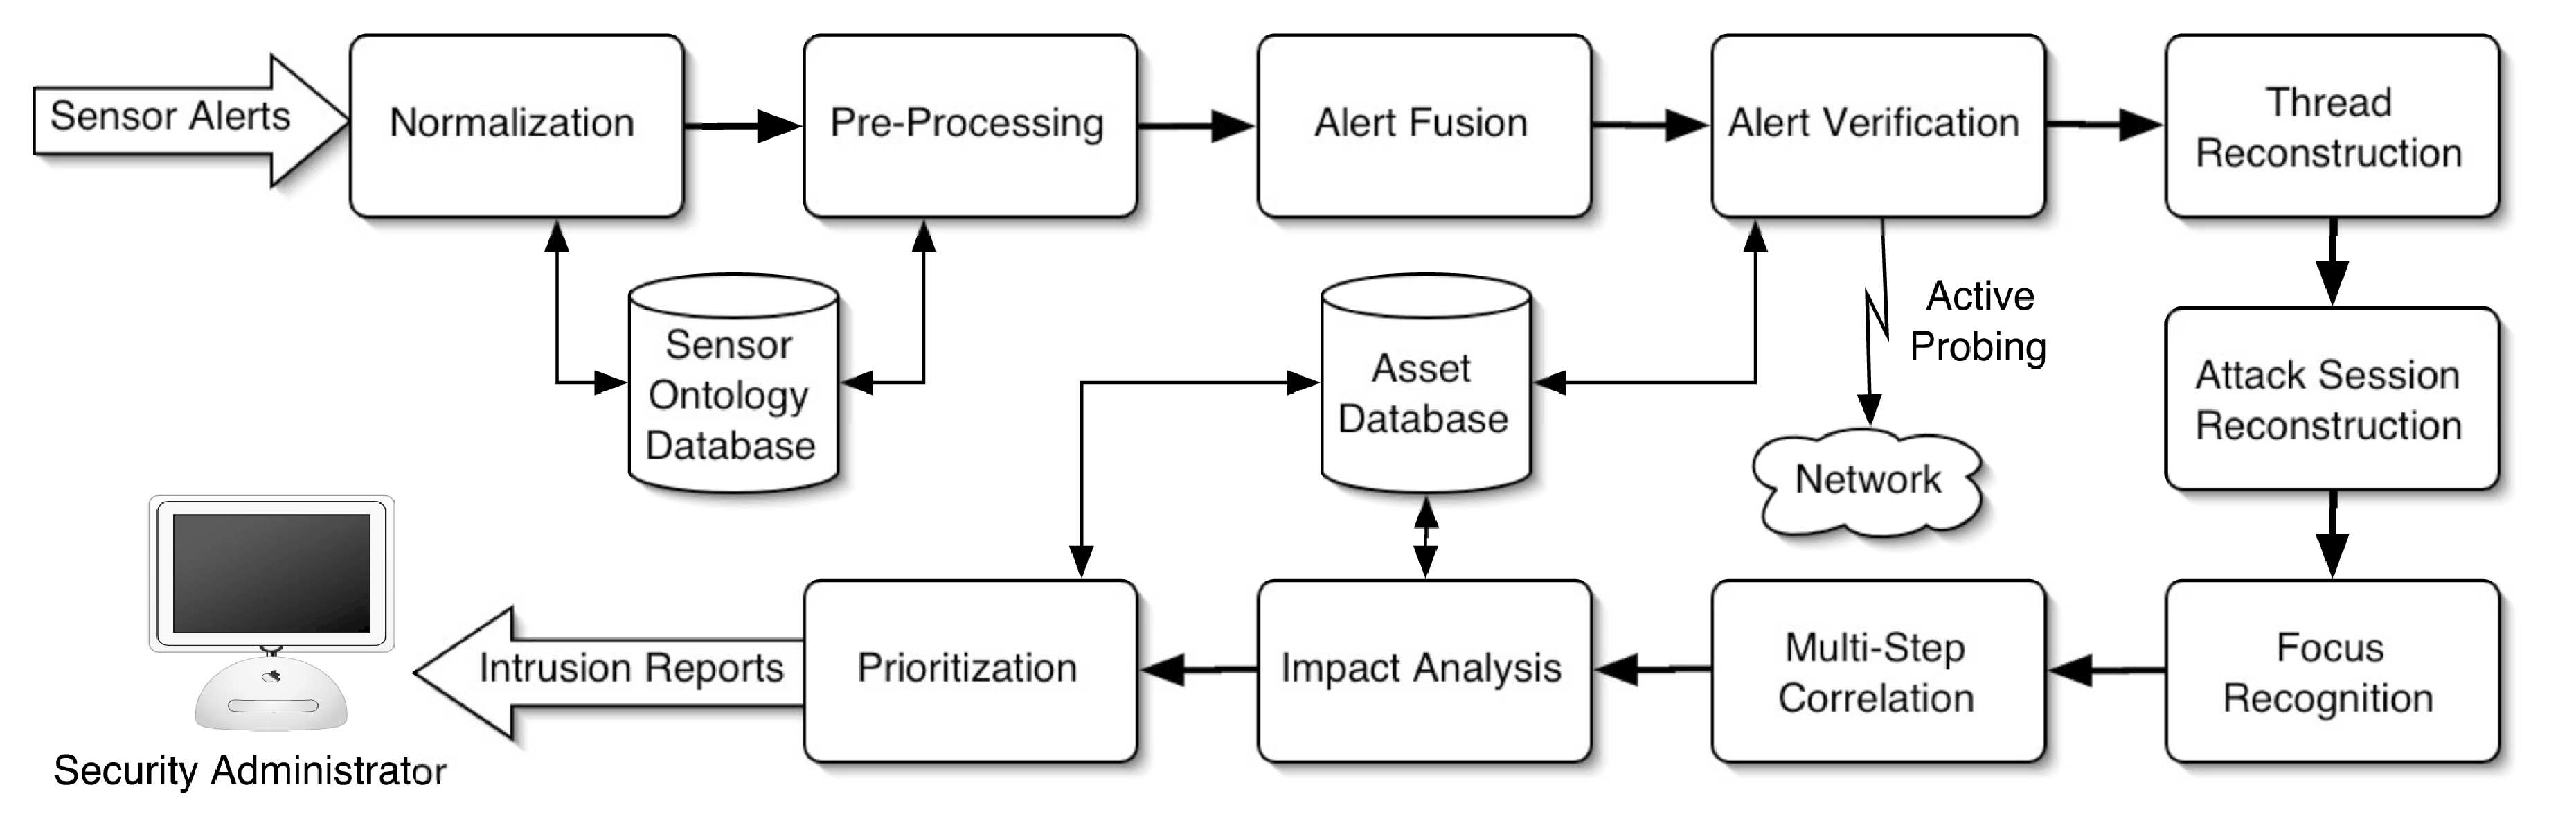 Sensor Alerts
Normalization
Pre-Processing
Alert Fusion
Alert Verification
Thread
Reconstruction
Sensor
Ontology
Database
Asset
Database
Active
Probing
Network
Attack Session
Reconstruction
Security Administrator
Intrusion Reports
Prioritization
Impact Analysis
Multi-Step
Correlation
Focus
Recognition